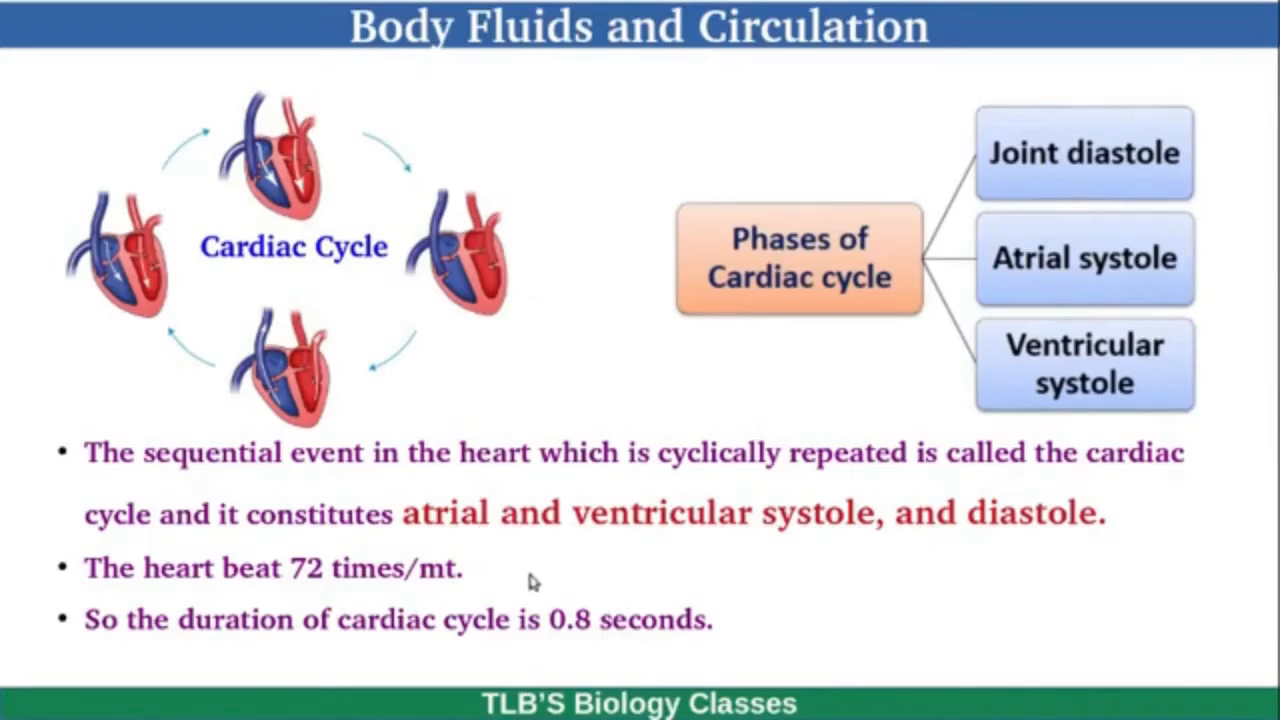 Body Fluids and Circulation
Cardiac Cycle
Phases of
Cardiac cycle
Joint diastole
Atrial systole
Ventricular
systole
• The sequential event in the heart which is cyclically repeated is called the cardiac
cycle and it constitutes atrial and ventricular systole, and diastole.
• The heart beat 72 times/mt.
• So the duration of cardiac cycle is 0.8 seconds.
TLB'S Biology Classes